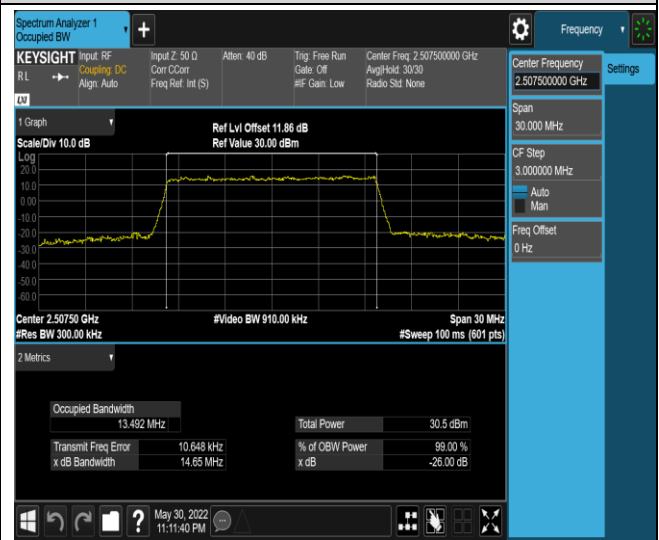 Spectrum Analyzer 1
Occupied BW
+
Frequency
KEYSIGHT
R L
LXI
Input: RF
Coupling: DC
Align: Auto
Input Z: 50 Ω
Corr CCorr
Freq Ref: Int (S)
Atten: 40 dB
Trig: Free Run
Gate: Off
#IF Gain: Low
Center Freq: 2.507500000 GHz
Avg|Hold: 30/30
Radio Std: None
Center Frequency
2.507500000 GHz
Settings
Span
30.000 MHz
CF Step
3.000000 MHz
Auto
Man
Freq Offset
0 Hz
1 Graph
Scale/Div 10.0 dB
Ref Lvl Offset 11.86 dB
Ref Value 30.00 dBm
Log
20.0
10.0
0.00
-10.0
-20.0
-30.0
-40.0
-50.0
-60.0
Center 2.50750 GHz
#Video BW 910.00 kHz
Span 30 MHz
#Res BW 300.00 kHz
#Sweep 100 ms (601 pts)
2 Metrics
Occupied Bandwidth
13.492 MHz
Total Power 30.5 dBm
Transmit Freq Error 10.648 kHz
% of OBW Power 99.00 %
x dB Bandwidth 14.65 MHz
x dB -26.00 dB
?
May 30, 2022
11:11:40 PM